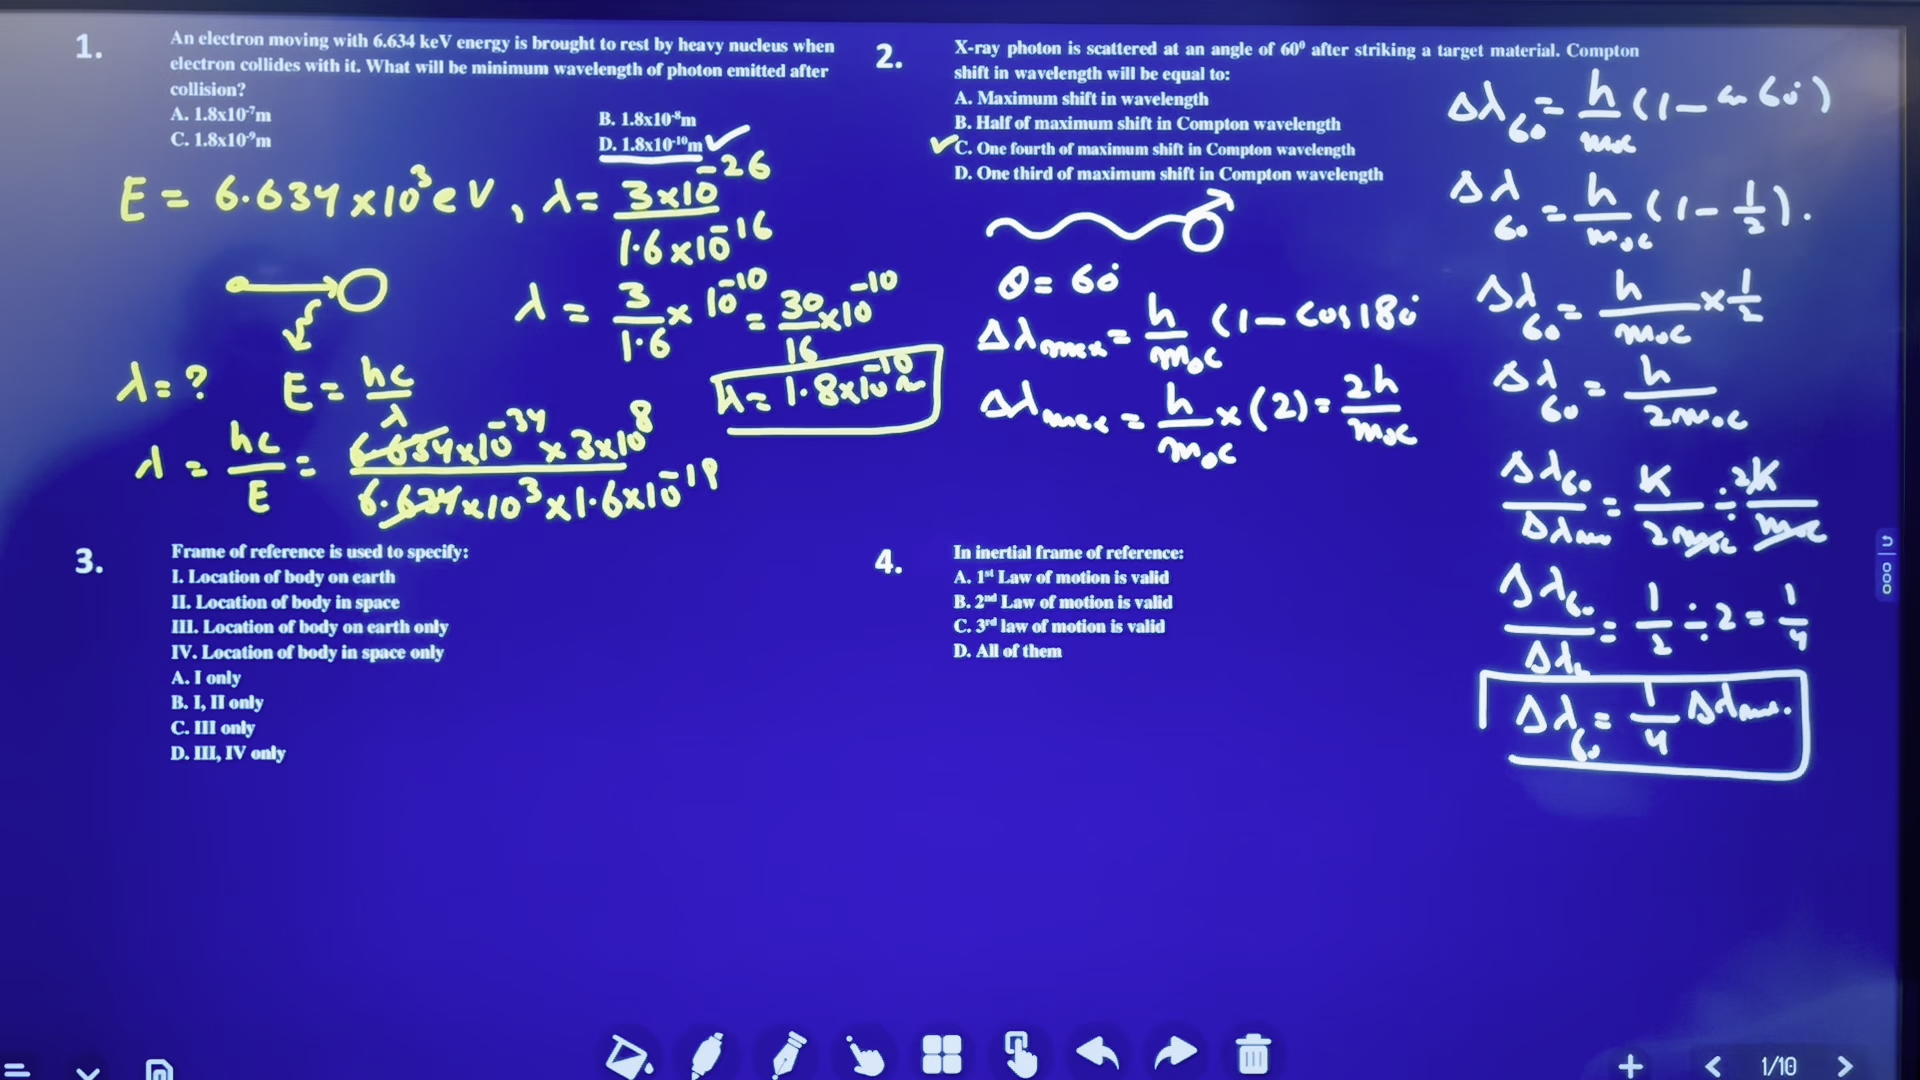 1.
An electron moving with 6.634 keV energy is brought to rest by heavy nucleus when
electron collides with it. What will be minimum wavelength of photon emitted after
collision?
A. 1.8x10⁻⁷m
B. 1.8x10⁻⁸m
C. 1.8x10⁻⁹m
D. 1.8x10⁻¹⁰m ✓
E = 6.634 x10³eV, λ= 3x10⁻²⁶ / 1.6 x10⁻¹⁶
λ = 3/1.6 x 10⁻¹⁰ = 30/16 x10⁻¹⁰
λ=?
E = hc/λ
λ= 1.8x10⁻¹⁰m
λ = hc/E = 6.634x10⁻³⁴ x 3x10⁸ / 6.634x10³x1.6x10⁻¹⁹
2.
X-ray photon is scattered at an angle of 60⁰ after striking a target material. Compton
shift in wavelength will be equal to:
A. Maximum shift in wavelength
B. Half of maximum shift in Compton wavelength
✓C. One fourth of maximum shift in Compton wavelength
D. One third of maximum shift in Compton wavelength
θ= 60°
Δλmax = h/m₀c (1- cos180°
Δλmax = h/m₀c x (2) = 2h/m₀c
Δλ60 = h/m₀c (1- cos 60°)
Δλ60 = h/m₀c (1- 1/2).
Δλ60 = h/m₀c x 1/2
Δλ60 = h/2m₀c
Δλ60/Δλmax = h/2m₀c ÷ 2h/m₀c
Δλ60/Δλ = 1/2 ÷ 2 = 1/4
Δλ60 = 1/4 Δλmax.
3.
Frame of reference is used to specify:
I. Location of body on earth
II. Location of body in space
III. Location of body on earth only
IV. Location of body in space only
A. I only
B. I, II only
C. III only
D. III, IV only
4.
In inertial frame of reference:
A. 1ˢᵗ Law of motion is valid
B. 2ⁿᵈ Law of motion is valid
C. 3ʳᵈ law of motion is valid
D. All of them
1/10